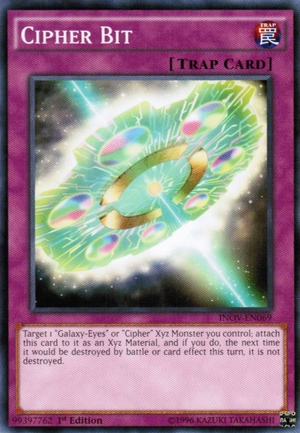 CIPHER BIT
TRAP
罠
[TRAP CARD]
INOV-EN069
Target 1 "Galaxy-Eyes" or "Cipher" Xyz Monster you control; attach
this card to it as an Xyz Material, and if you do, the next time
it would be destroyed by battle or card effect this turn, it is not
destroyed.
99397762
1st Edition
©1996 KAZUKI TAKAHASHI